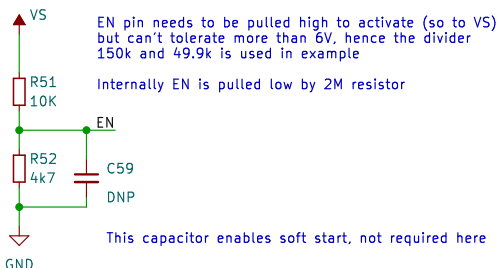 VS
EN pin needs to be pulled high to activate (so to VS)
but can't tolerate more than 6V, hence the divider
150k and 49.9k is used in example
Internally EN is pulled low by 2M resistor
R51
10K
EN
R52
4k7
C59
DNP
This capacitor enables soft start, not required here
GND